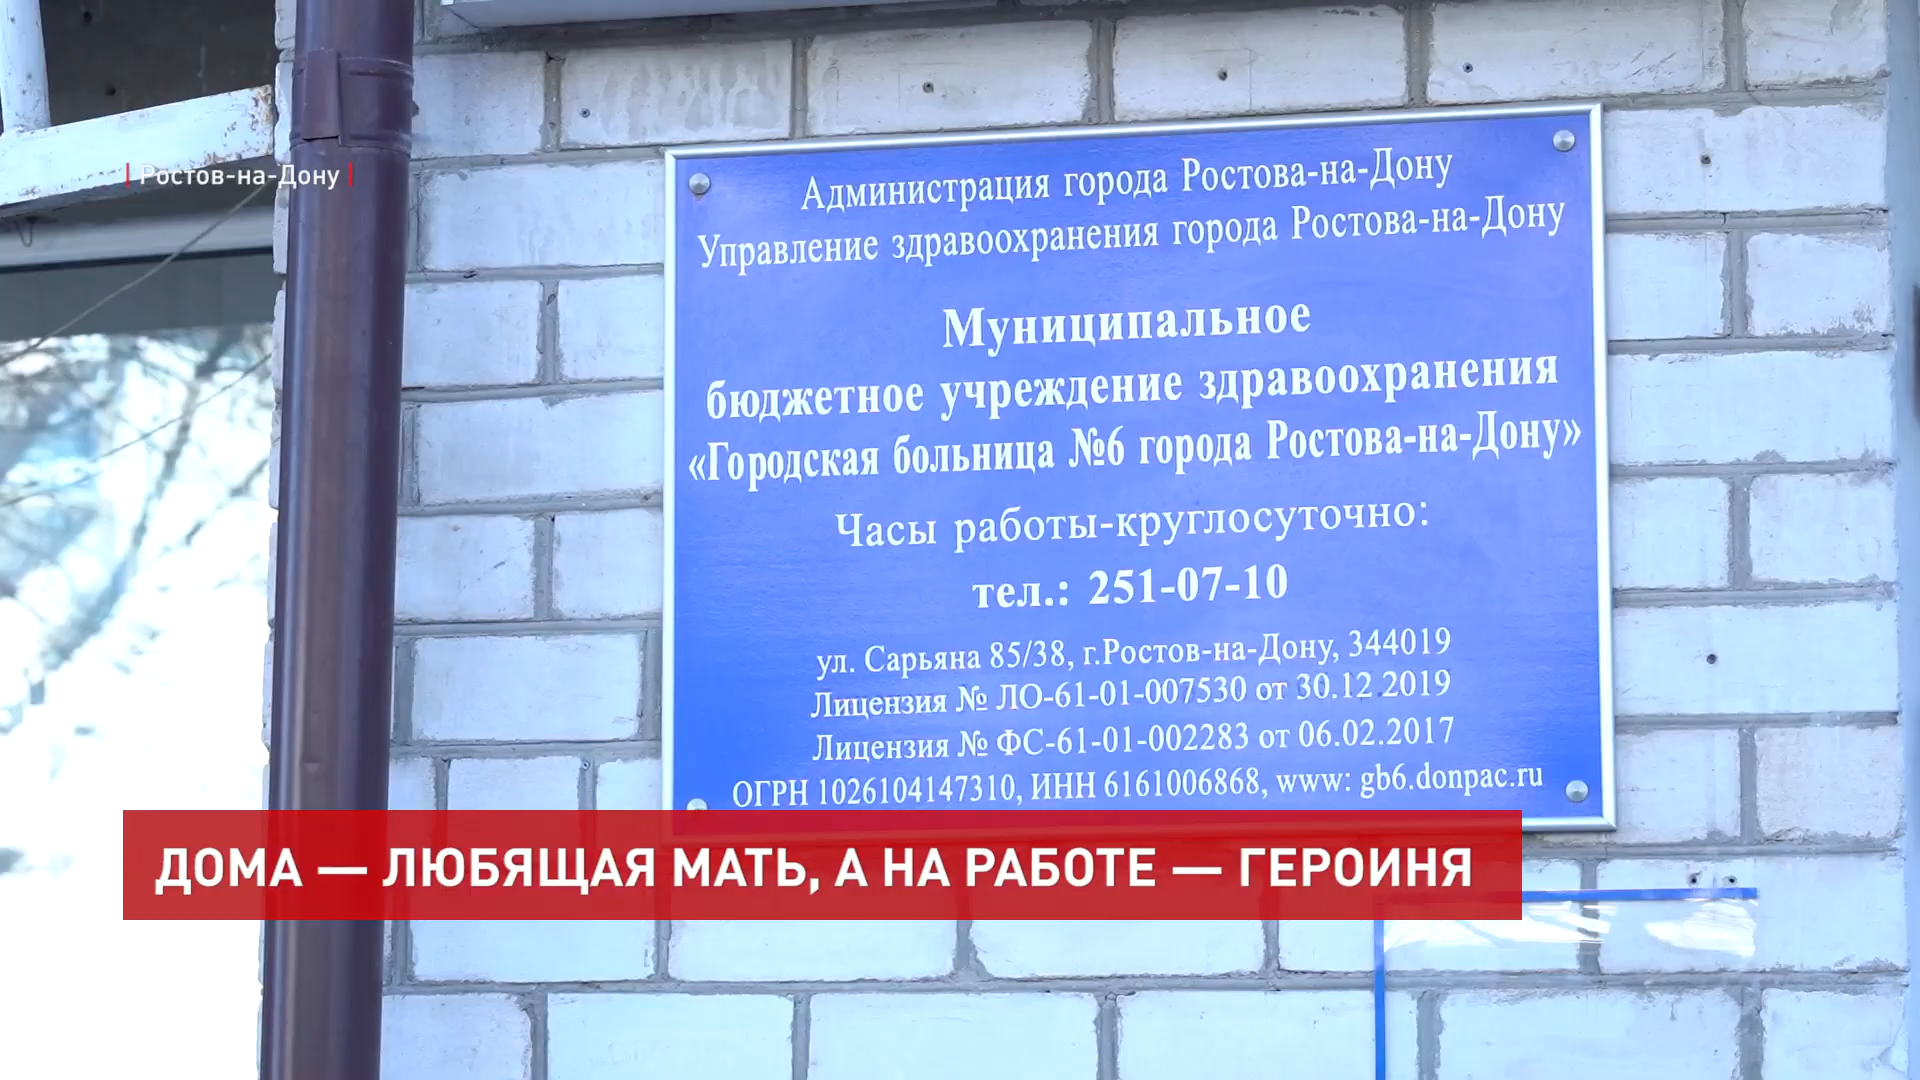 Ростов-на-Дону
Администрация города Ростова-на-Дону
Управление здравоохранения города Ростова-на-Дону
Муниципальное
бюджетное учреждение здравоохранения
«Городская больница №6 города Ростова-на-Дону»
Часы работы-круглосуточно:
тел.: 251-07-10
ул. Сарьяна 85/38, г.Ростов-на-Дону, 344019
Лицензия № ЛО-61-01-007530 от 30.12.2019
Лицензия № ФС-61-01-002283 от 06.02.2017
ОГРН 1026104147310, ИНН 6161006868, www: gb6.donpac.ru
ДОМА — ЛЮБЯЩАЯ МАТЬ, А НА РАБОТЕ — ГЕРОИНЯ